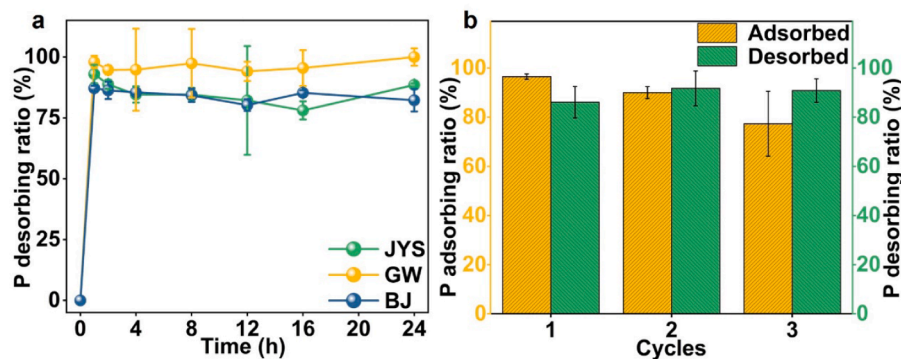 a
P desorbing ratio (%)
100
75
50
25
0
JYS
GW
BJ
0 4 8 12 16 20 24
Time (h)
b
Adsorbed
Desorbed
P adsorbing ratio (%)
100
80
60
40
20
0
P desorbing ratio (%)
100
80
60
40
20
0
1 2 3
Cycles